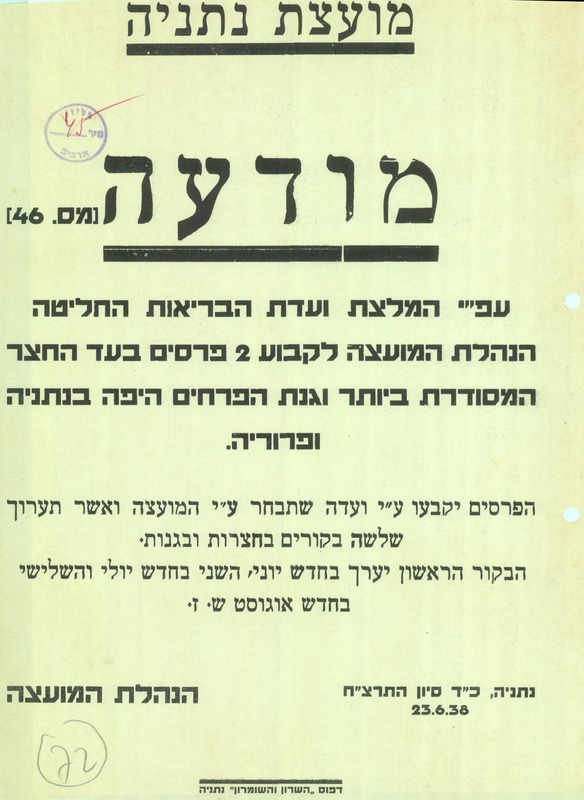 מועצת נתניה
מודעה
[מס. 46]
עפ״י המלצת ועדת הבריאות החליטה
הנהלת המועצה לקבוע 2 פרסים בעד החצר
המסודרת ביותר וגנת הפרחים היפה בנתניה
ופרוריה.
הפרסים יקבעו ע״י ועדה שתבחר ע״י המועצה ואשר תערוך
שלשה בקורים בחצרות ובגנות.
הבקור הראשון יערך בחדש יוני, השני בחדש יולי והשלישי
בחדש אוגוסט ש. ז.
נתניה, כ״ד סיון התרצ״ח
23.6.38
הנהלת המועצה
72
דפוס „השרון והשומרון" נתניה